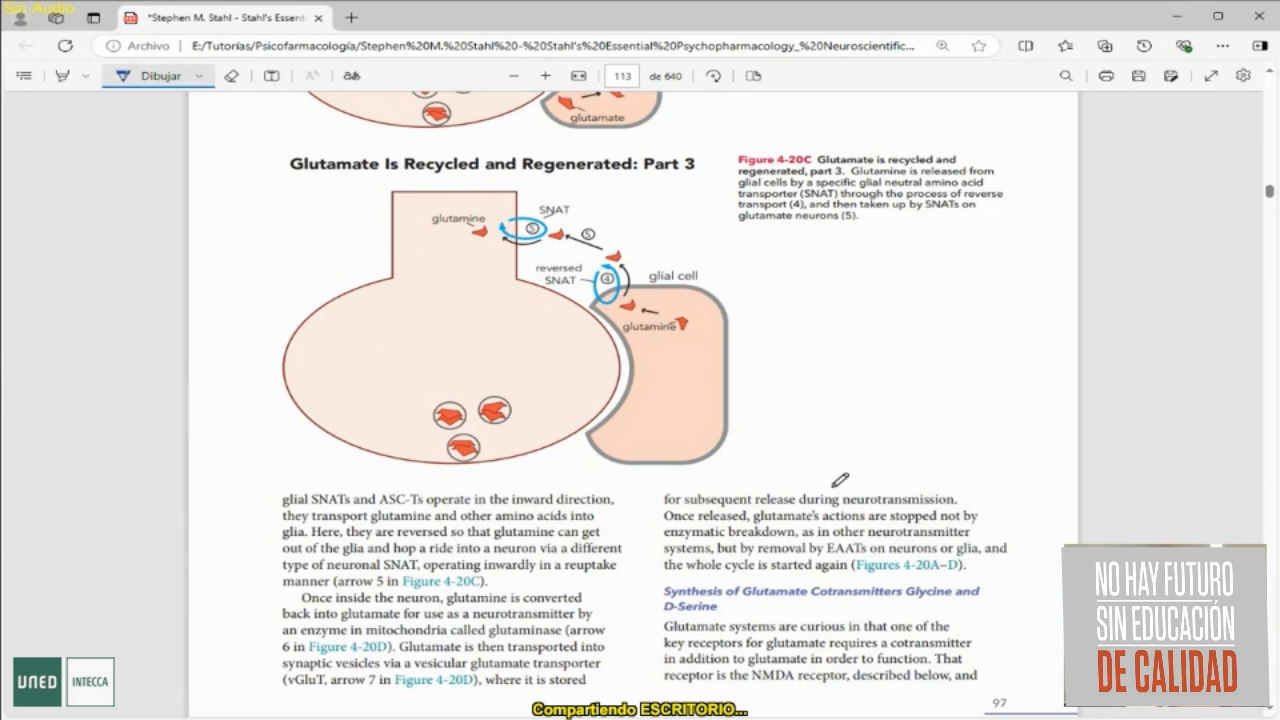 Sin Audio
*Stephen M. Stahl - Stahl's Essent
Archivo
E:/Tutorías/Psicofarmacología/Stephen%20M.%20Stahl%20-%20Stahl's%20Essential%20Psychopharmacology_%20Neuroscientific...
Dibujar
113 de 640
glutamate
Glutamate Is Recycled and Regenerated: Part 3
glutamine
SNAT
5
5
reversed
SNAT
4
glial cell
glutamine
Figure 4-20C Glutamate is recycled and
regenerated, part 3. Glutamine is released from
glial cells by a specific glial neutral amino acid
transporter (SNAT) through the process of reverse
transport (4), and then taken up by SNATs on
glutamate neurons (5).
glial SNATs and ASC-Ts operate in the inward direction,
they transport glutamine and other amino acids into
glia. Here, they are reversed so that glutamine can get
out of the glia and hop a ride into a neuron via a different
type of neuronal SNAT, operating inwardly in a reuptake
manner (arrow 5 in Figure 4-20C).
Once inside the neuron, glutamine is converted
back into glutamate for use as a neurotransmitter by
an enzyme in mitochondria called glutaminase (arrow
6 in Figure 4-20D). Glutamate is then transported into
synaptic vesicles via a vesicular glutamate transporter
(vGluT, arrow 7 in Figure 4-20D), where it is stored
for subsequent release during neurotransmission.
Once released, glutamate's actions are stopped not by
enzymatic breakdown, as in other neurotransmitter
systems, but by removal by EAATs on neurons or glia, and
the whole cycle is started again (Figures 4-20A–D).
Synthesis of Glutamate Cotransmitters Glycine and
D-Serine
Glutamate systems are curious in that one of the
key receptors for glutamate requires a cotransmitter
in addition to glutamate in order to function. That
receptor is the NMDA receptor, described below, and
97
NO HAY FUTURO
SIN EDUCACIÓN
DE CALIDAD
UNED
INTECCA
Compartiendo ESCRITORIO...